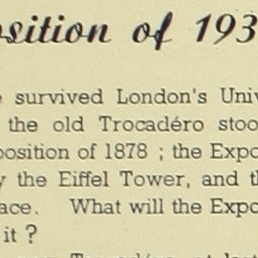 osition of 193
survived London's Univ
the old Trocadéro stoo
position of 1878 ; the Expo
the Eiffel Tower, and th
ace. What will the Expo
it ?